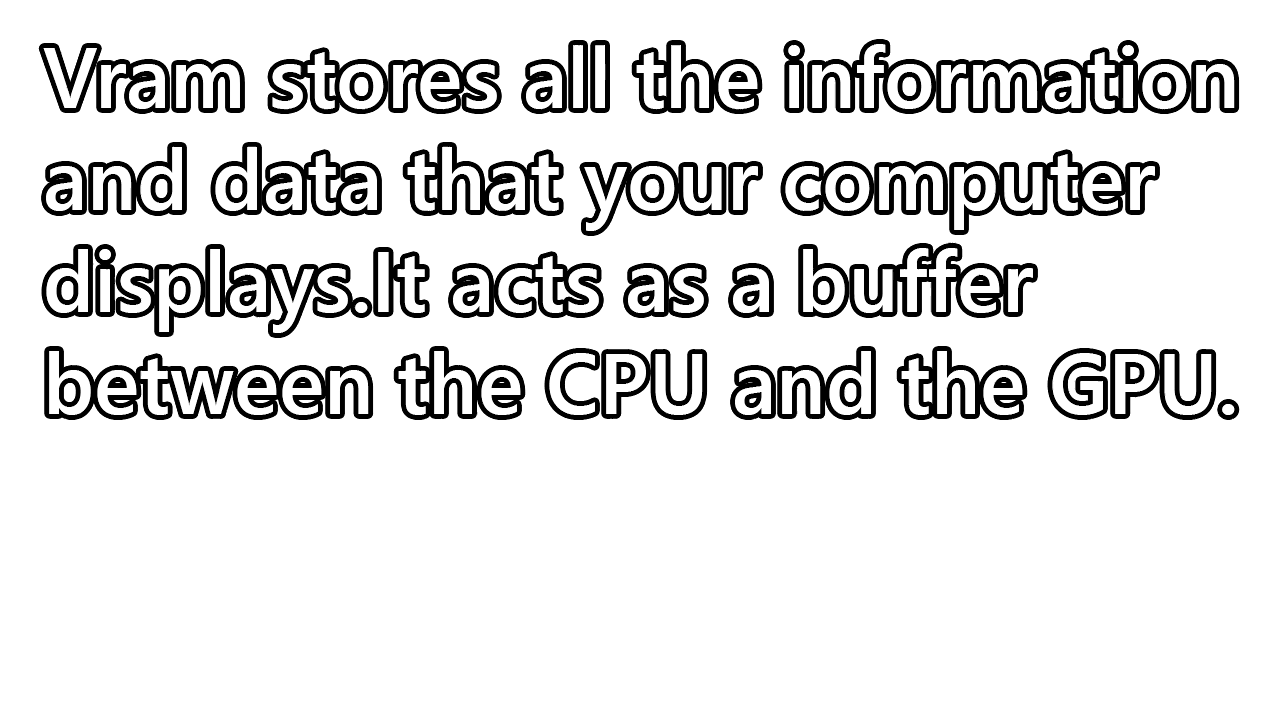 Vram stores all the information
and data that your computer
displays.It acts as a buffer
between the CPU and the GPU.